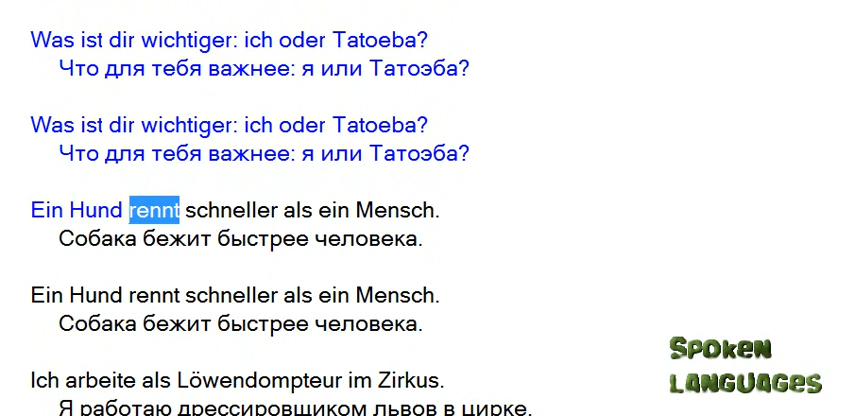 Was ist dir wichtiger: ich oder Tatoeba?
Что для тебя важнее: я или Татоэба?
Was ist dir wichtiger: ich oder Tatoeba?
Что для тебя важнее: я или Татоэба?
Ein Hund rennt schneller als ein Mensch.
Собака бежит быстрее человека.
Ein Hund rennt schneller als ein Mensch.
Собака бежит быстрее человека.
Ich arbeite als Löwendompteur im Zirkus.
Я работаю дрессировщиком львов в цирке.
Spoken
Languages